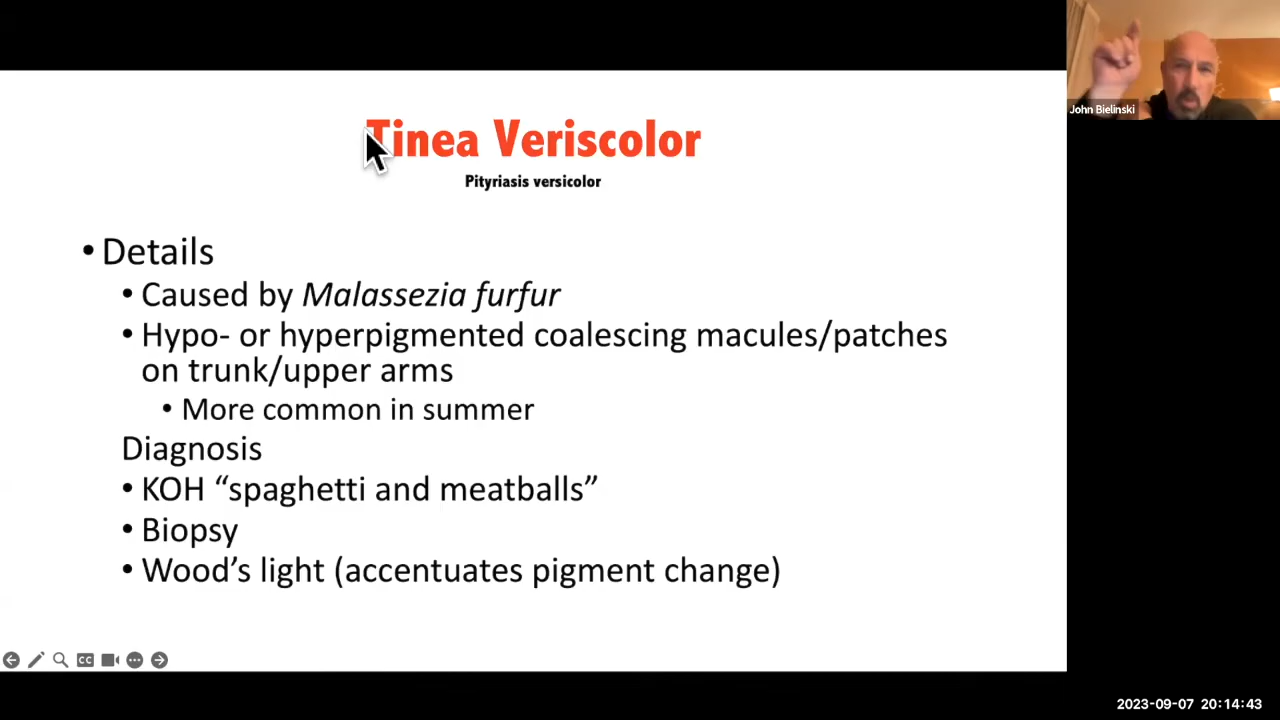 Tinea Veriscolor
Pityriasis versicolor
• Details
• Caused by Malassezia furfur
• Hypo- or hyperpigmented coalescing macules/patches
on trunk/upper arms
• More common in summer
Diagnosis
• KOH “spaghetti and meatballs”
• Biopsy
• Wood’s light (accentuates pigment change)
CC
John Bielinski
2023-09-07 20:14:43